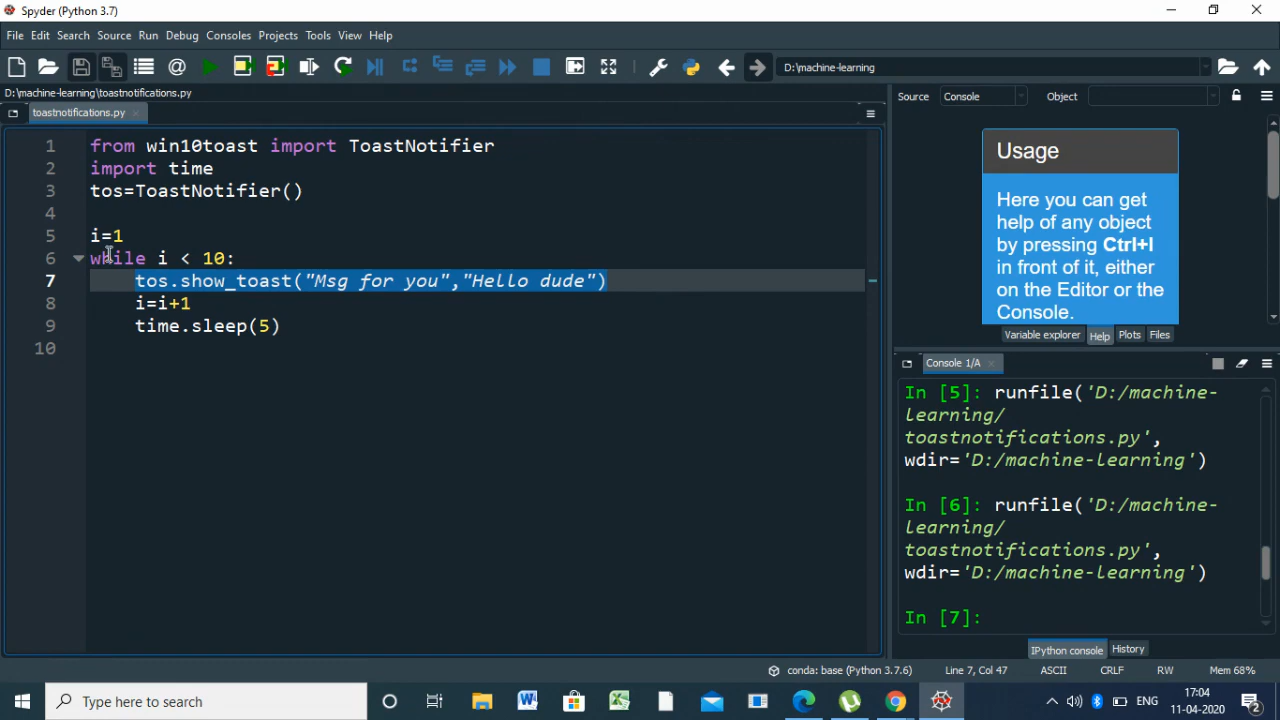 Spyder (Python 3.7)
File Edit Search Source Run Debug Consoles Projects Tools View Help
D:\machine-learning
D:\machine-learning\toastnotifications.py
toastnotifications.py
1 from win10toast import ToastNotifier
2 import time
3 tos=ToastNotifier()
4
5 i=1
6 while i < 10:
7 tos.show_toast("Msg for you","Hello dude")
8 i=i+1
9 time.sleep(5)
10
Source Console Object
Usage
Here you can get
help of any object
by pressing Ctrl+I
in front of it, either
on the Editor or the
Console.
Variable explorer Help Plots Files
Console 1/A
In [5]: runfile('D:/machine-
learning/
toastnotifications.py',
wdir='D:/machine-learning')
In [6]: runfile('D:/machine-
learning/
toastnotifications.py',
wdir='D:/machine-learning')
In [7]:
IPython console History
conda: base (Python 3.7.6) Line 7, Col 47 ASCII CRLF RW Mem 68%
Type here to search
ENG
17:04
11-04-2020
2